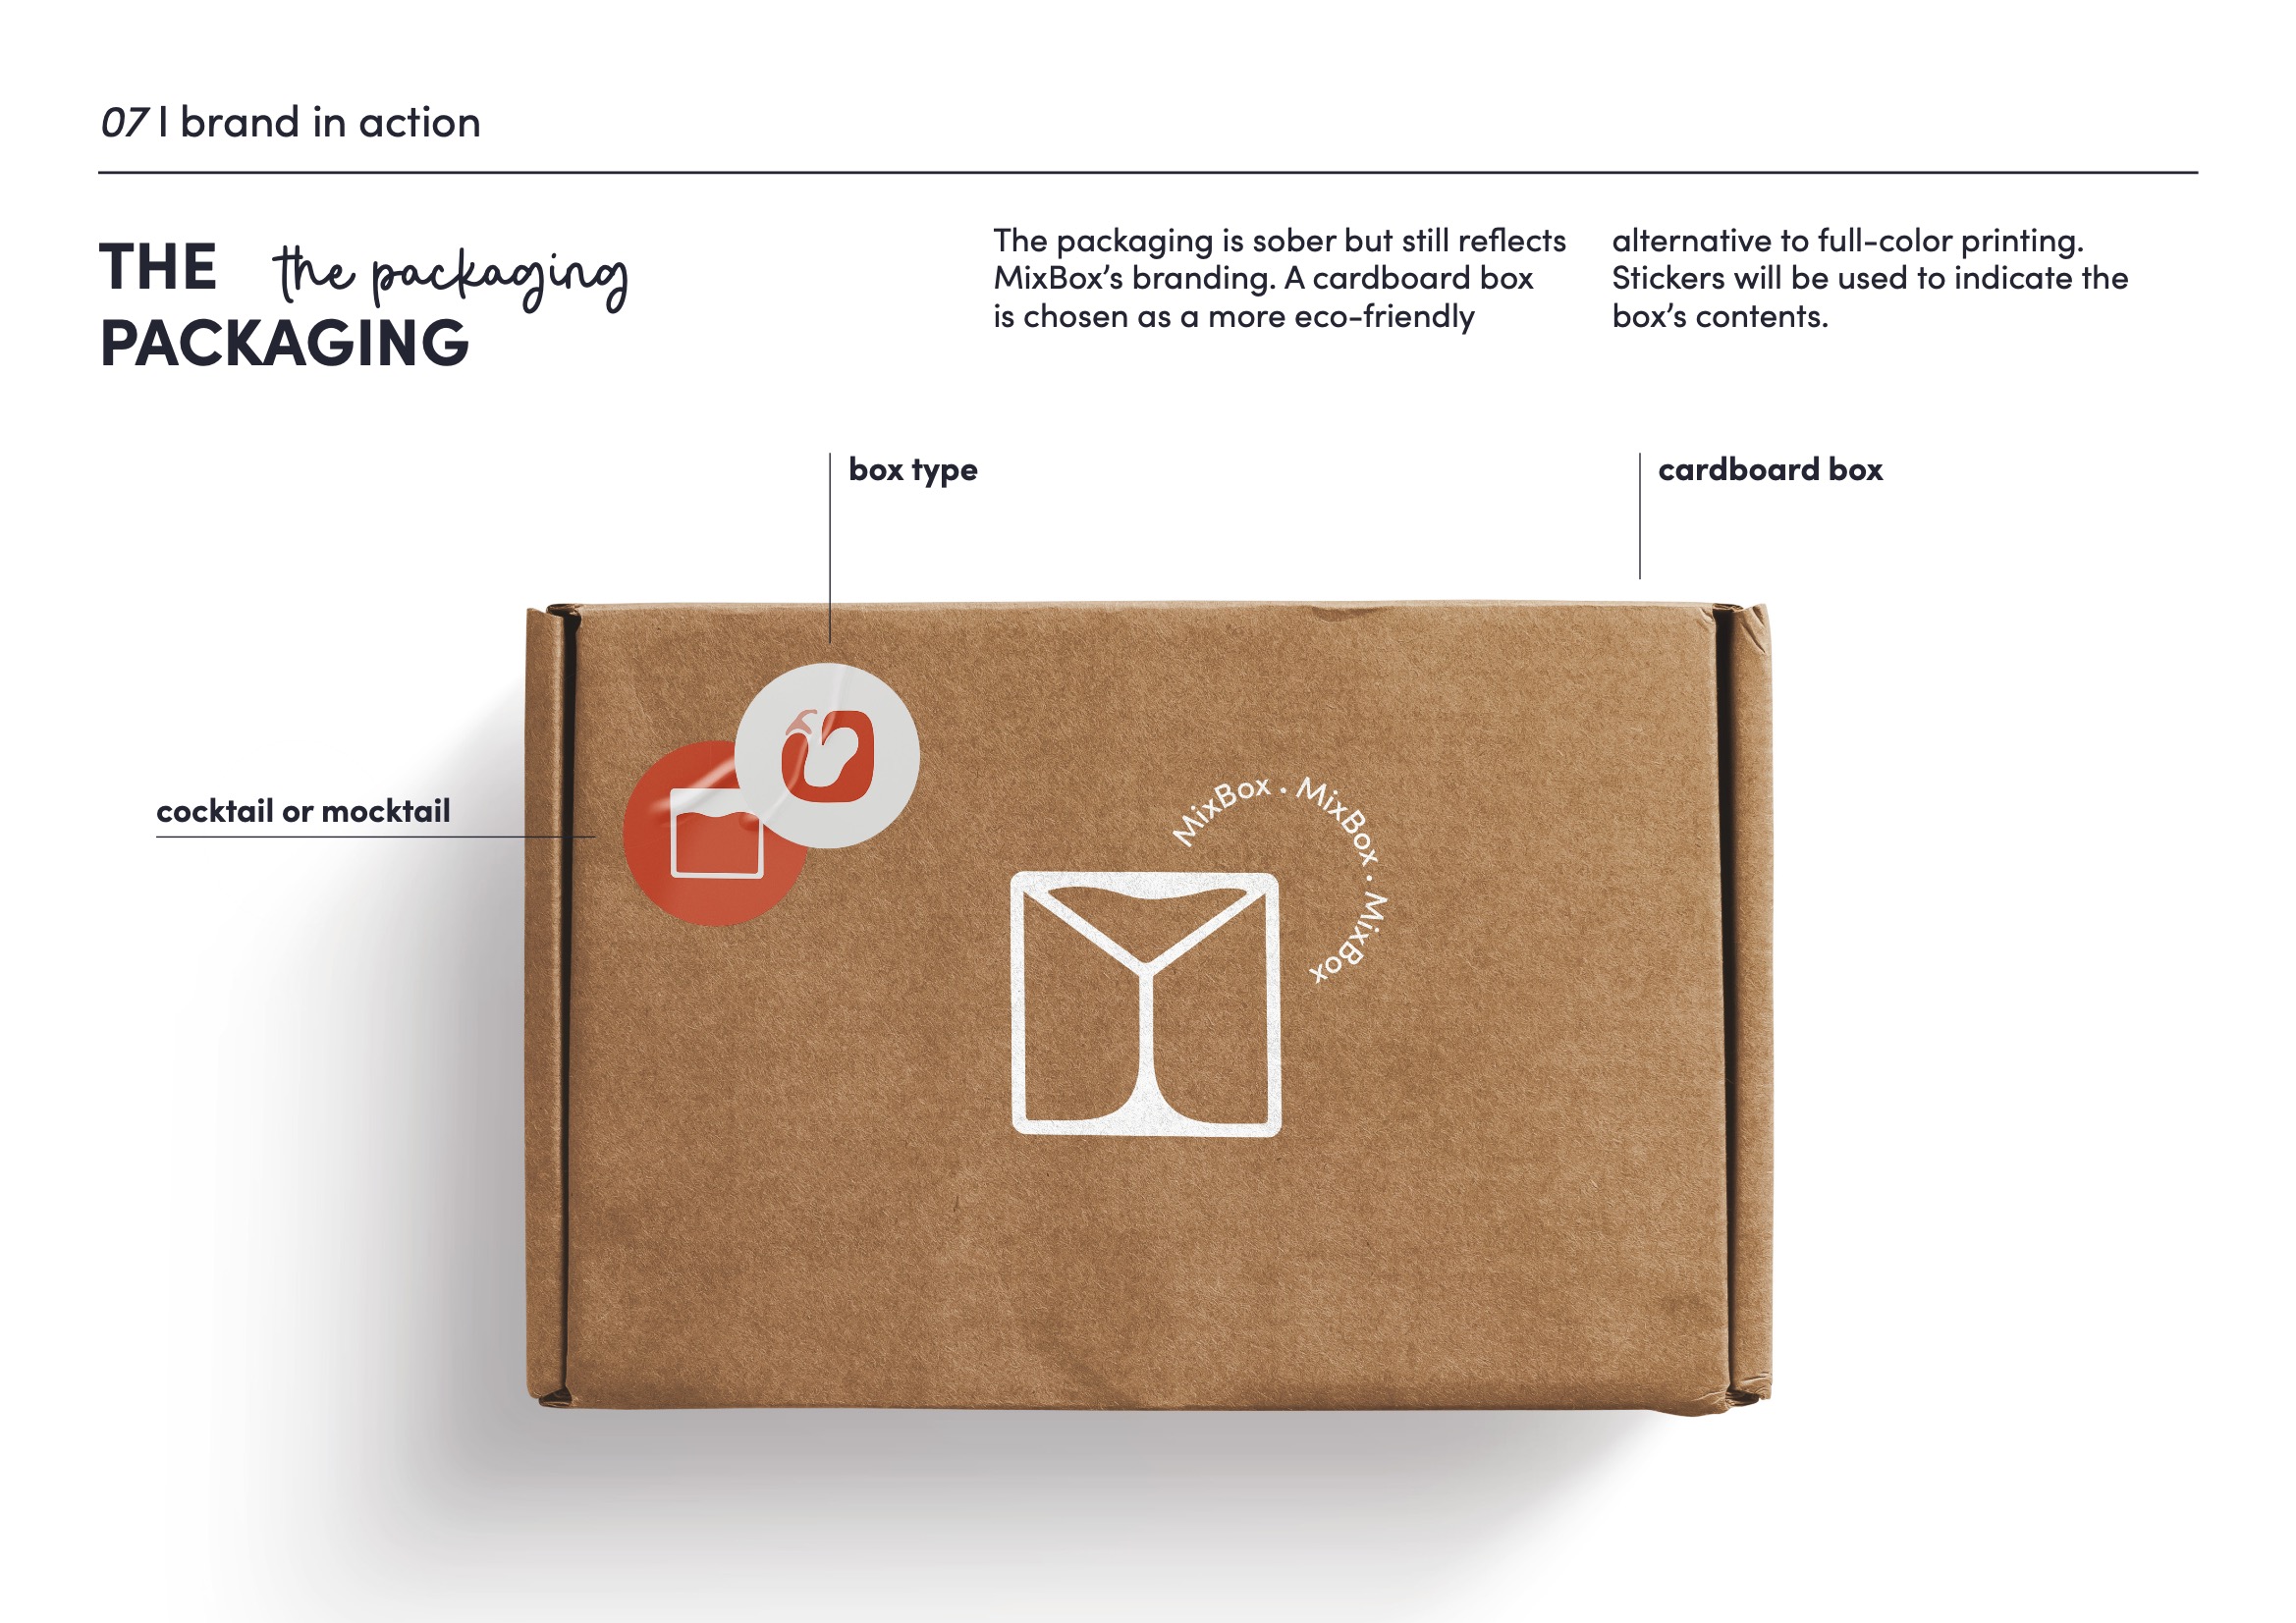 07 | brand in action
THE
the packaging
PACKAGING
The packaging is sober but still reflects
MixBox’s branding. A cardboard box
is chosen as a more eco-friendly
alternative to full-color printing.
Stickers will be used to indicate the
box’s contents.
box type
cardboard box
cocktail or mocktail
MixBox . MixBox . MixBox